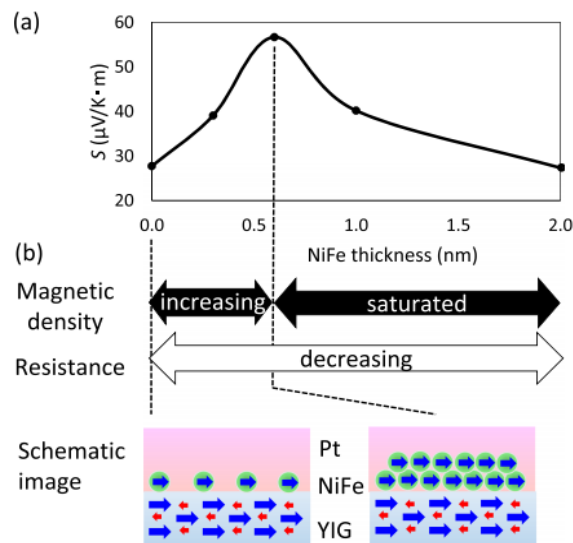 (a)
S (μV/K•m)
60
50
40
30
20
0.0 0.5 1.0 1.5 2.0
NiFe thickness (nm)
(b)
Magnetic density
increasing
saturated
Resistance
decreasing
Schematic image
Pt
NiFe
YIG